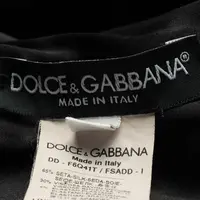 DOLCE & GABBANA
MADE IN ITALY
DOLCE & GABBANA
DD - F6Q41T / FSADD - I
Made in Italy